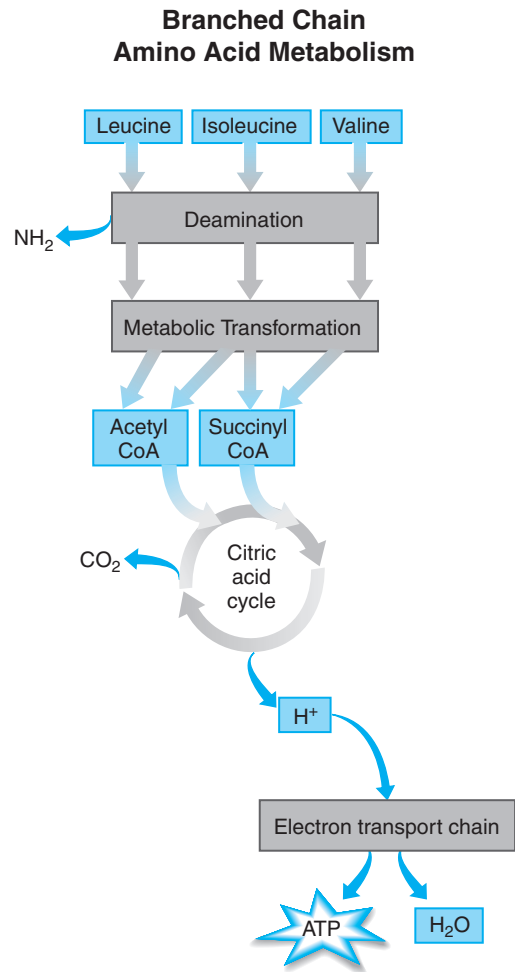 Branched Chain
Amino Acid Metabolism
Leucine
Isoleucine
Valine
Deamination
NH₂
Metabolic Transformation
Acetyl
CoA
Succinyl
CoA
CO₂
Citric
acid
cycle
H⁺
Electron transport chain
ATP
H₂O